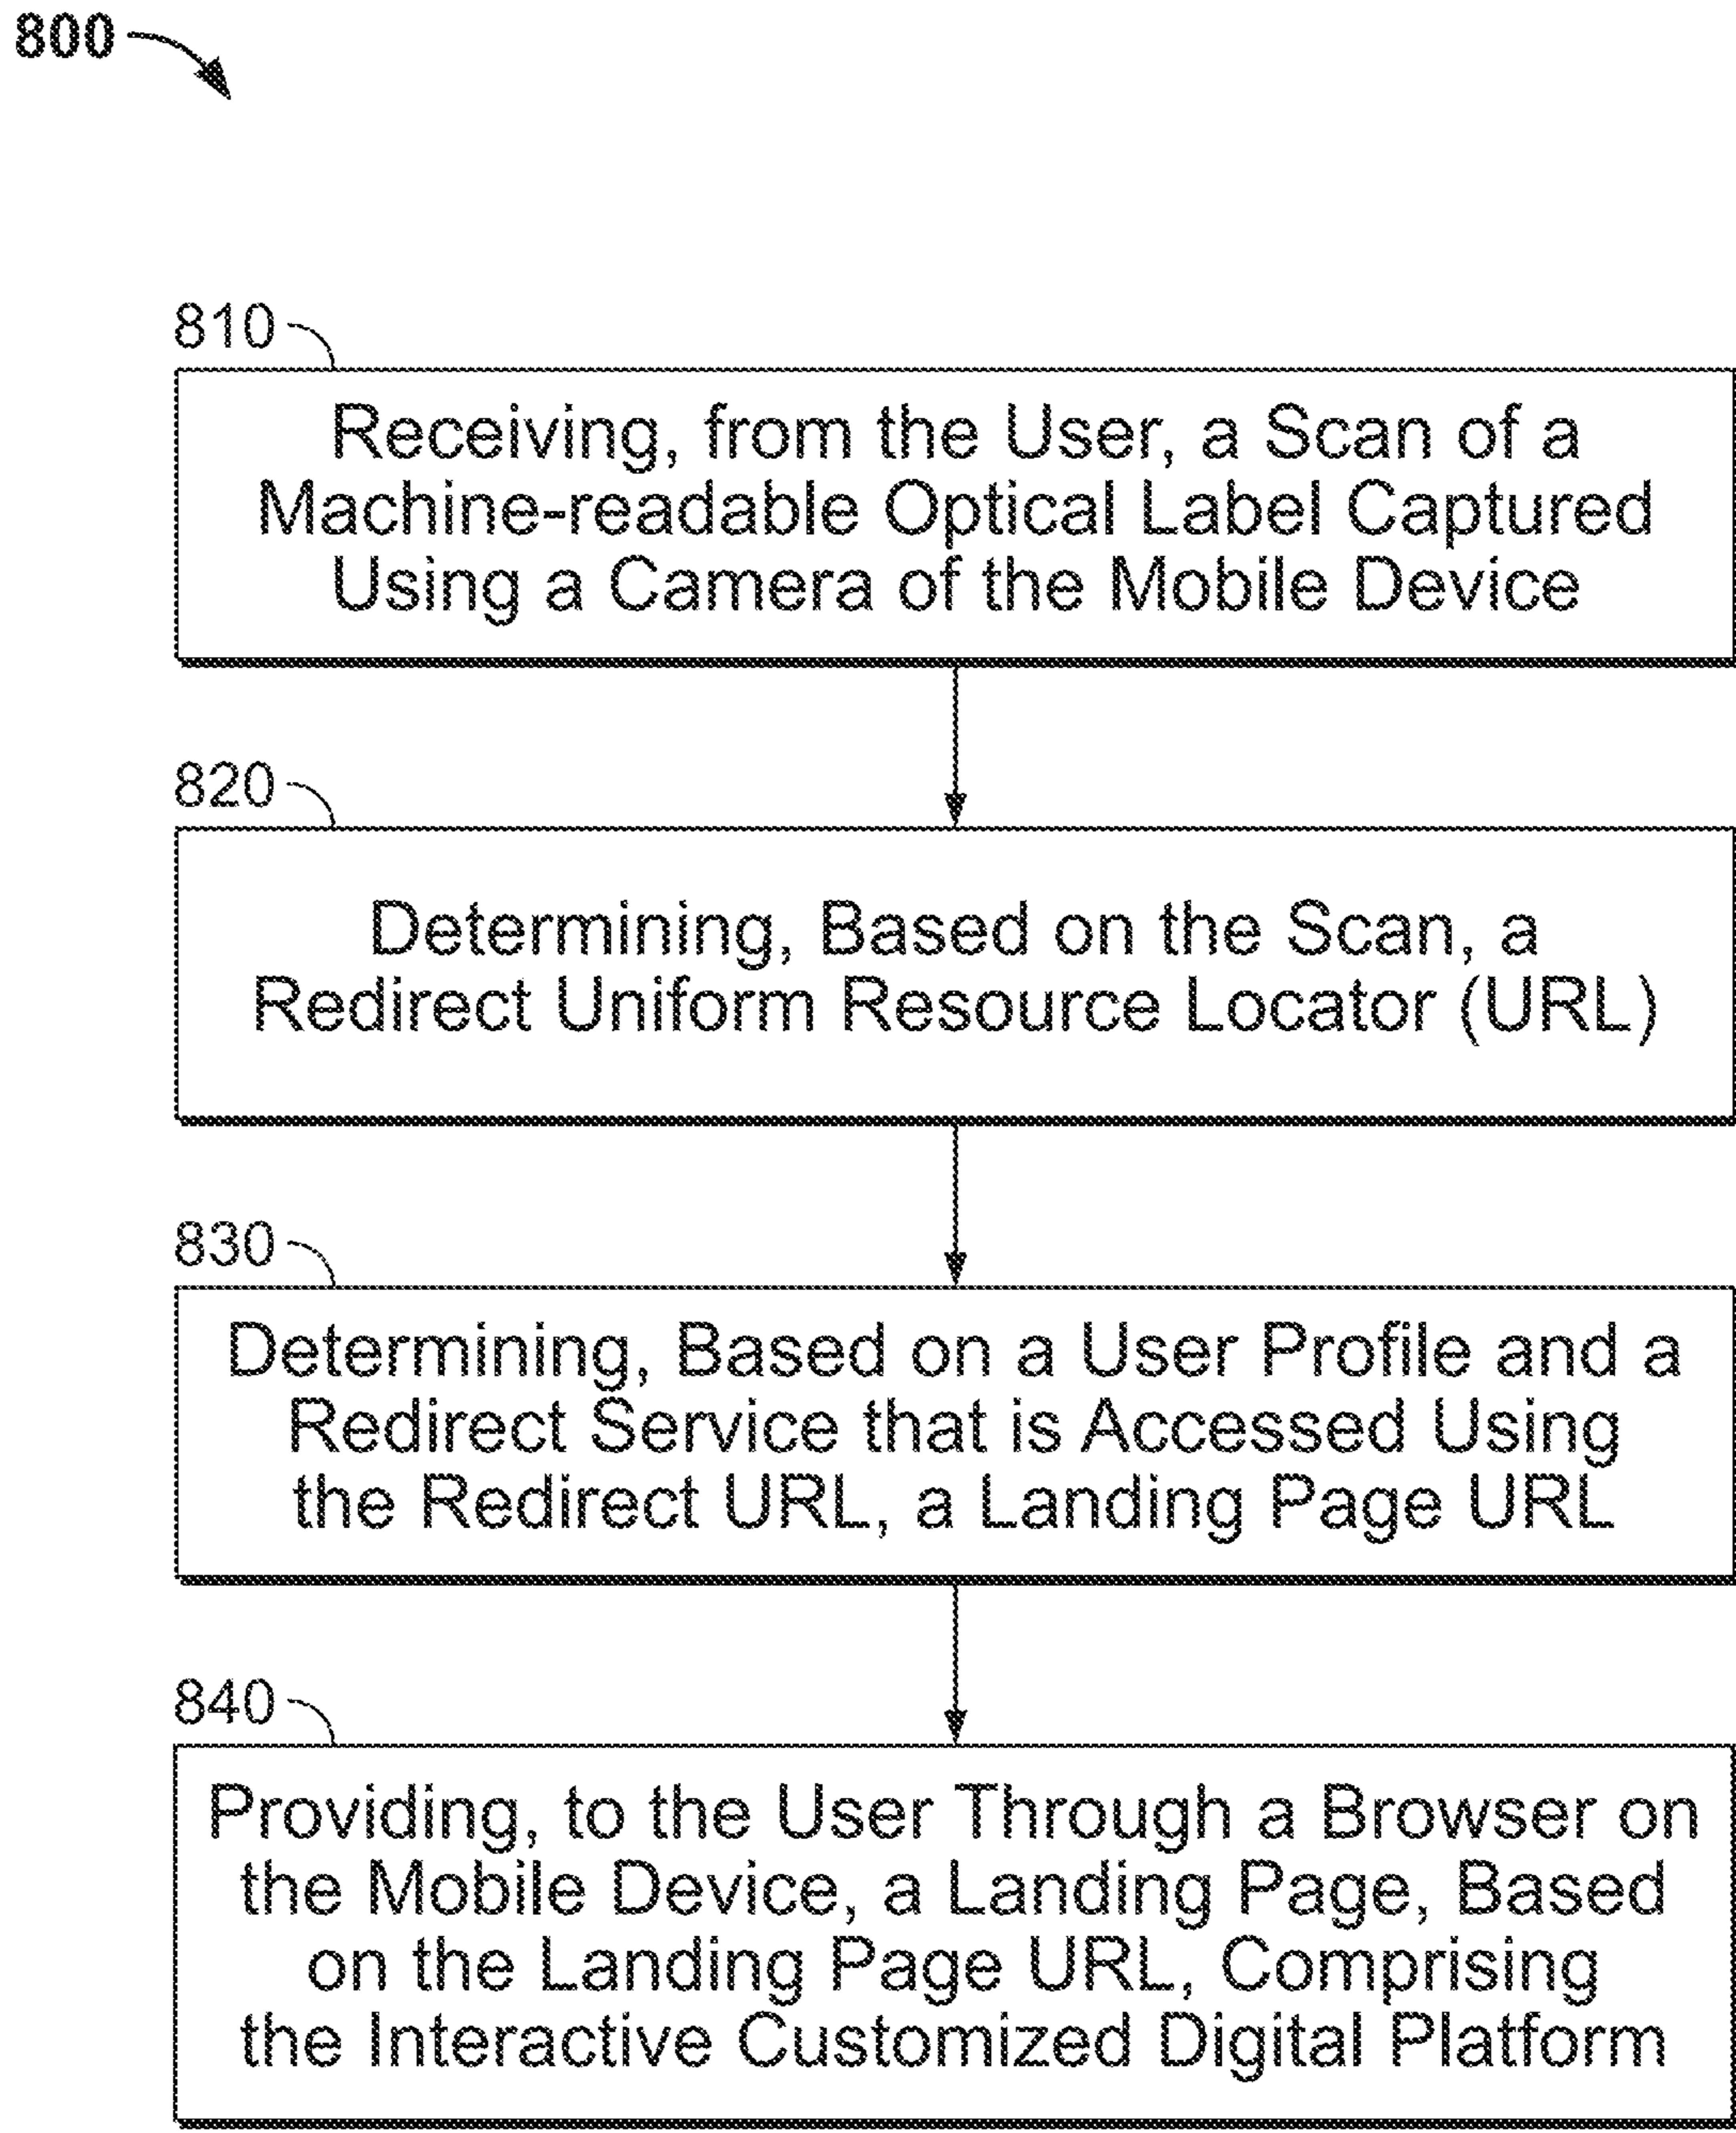 800
810
Receiving, from the User, a Scan of a
Machine-readable Optical Label Captured
Using a Camera of the Mobile Device
820
Determining, Based on the Scan, a
Redirect Uniform Resource Locator (URL)
830
Determining, Based on a User Profile and a
Redirect Service that is Accessed Using
the Redirect URL, a Landing Page URL
840
Providing, to the User Through a Browser on
the Mobile Device, a Landing Page, Based
on the Landing Page URL, Comprising
the Interactive Customized Digital Platform